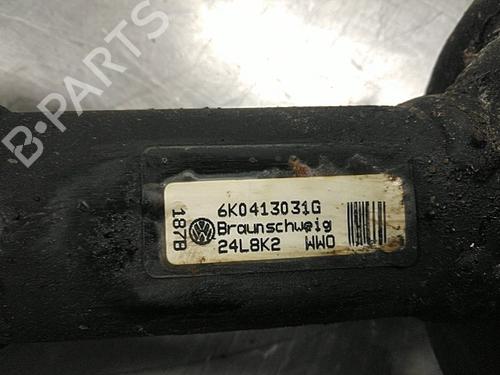 B-PARTS
6K0413031G
Braunschweig
24L8K2 WWO
187B